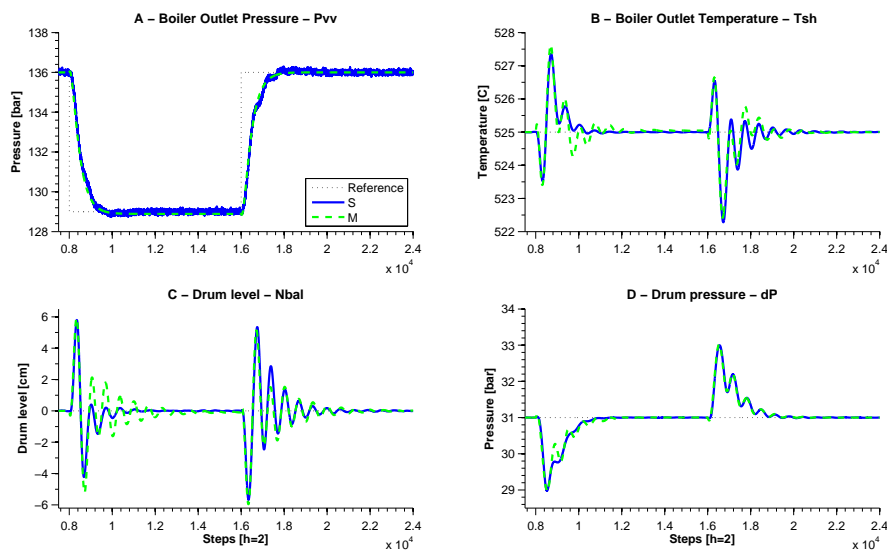 A – Boiler Outlet Pressure – Pvv
138
136
134
132
130
128
Pressure [bar]
0.8 1 1.2 1.4 1.6 1.8 2 2.2 2.4
x 10^4
Reference
S
M
B – Boiler Outlet Temperature – Tsh
528
527
526
525
524
523
522
Temperature [C]
0.8 1 1.2 1.4 1.6 1.8 2 2.2 2.4
x 10^4
C – Drum level – Nbal
6
4
2
0
−2
−4
−6
Drum level [cm]
0.8 1 1.2 1.4 1.6 1.8 2 2.2 2.4
Steps [h=2]
x 10^4
D – Drum pressure – dP
34
33
32
31
30
29
Pressure [bar]
0.8 1 1.2 1.4 1.6 1.8 2 2.2 2.4
Steps [h=2]
x 10^4